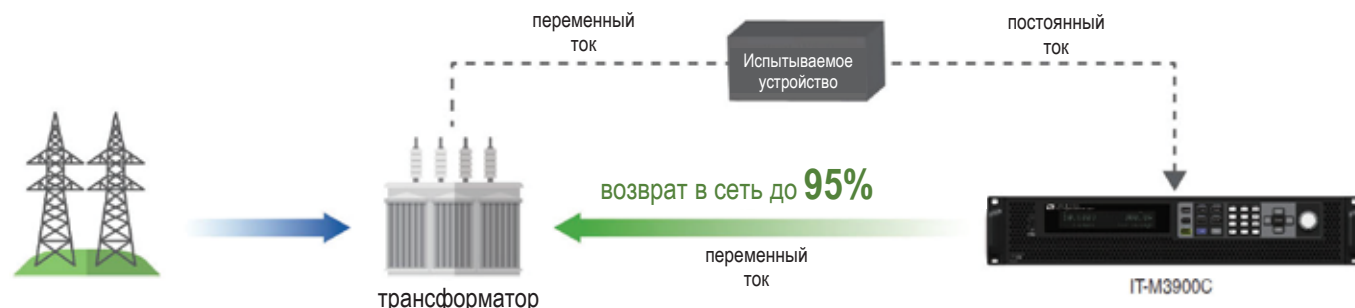 переменный
ток
Испытываемое
устройство
постоянный
ток
возврат в сеть до 95%
переменный
ток
трансформатор
IT-M3900C